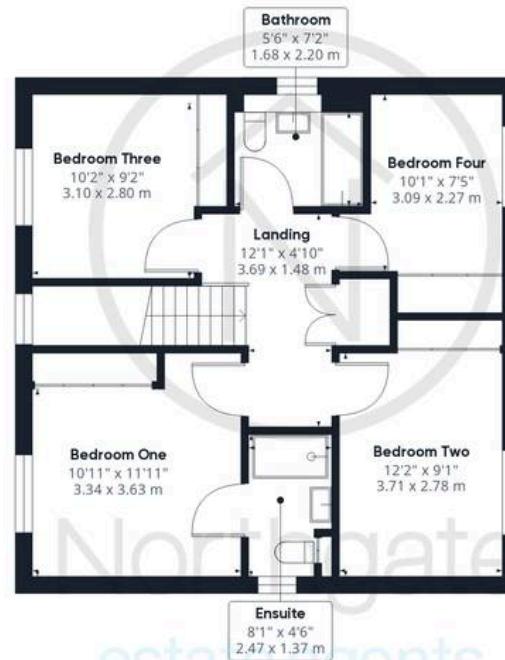 Bathroom
5'6" x 7'2"
1.68 x 2.20 m
Bedroom Three
10'2" x 9'2"
3.10 x 2.80 m
Bedroom Four
10'1" x 7'5"
3.09 x 2.27 m
Landing
12'1" x 4'10"
3.69 x 1.48 m
Bedroom One
10'11" x 11'11"
3.34 x 3.63 m
Bedroom Two
12'2" x 9'1"
3.71 x 2.78 m
Northgate
Ensuite
8'1" x 4'6"
2.47 x 1.37 m
estate agents